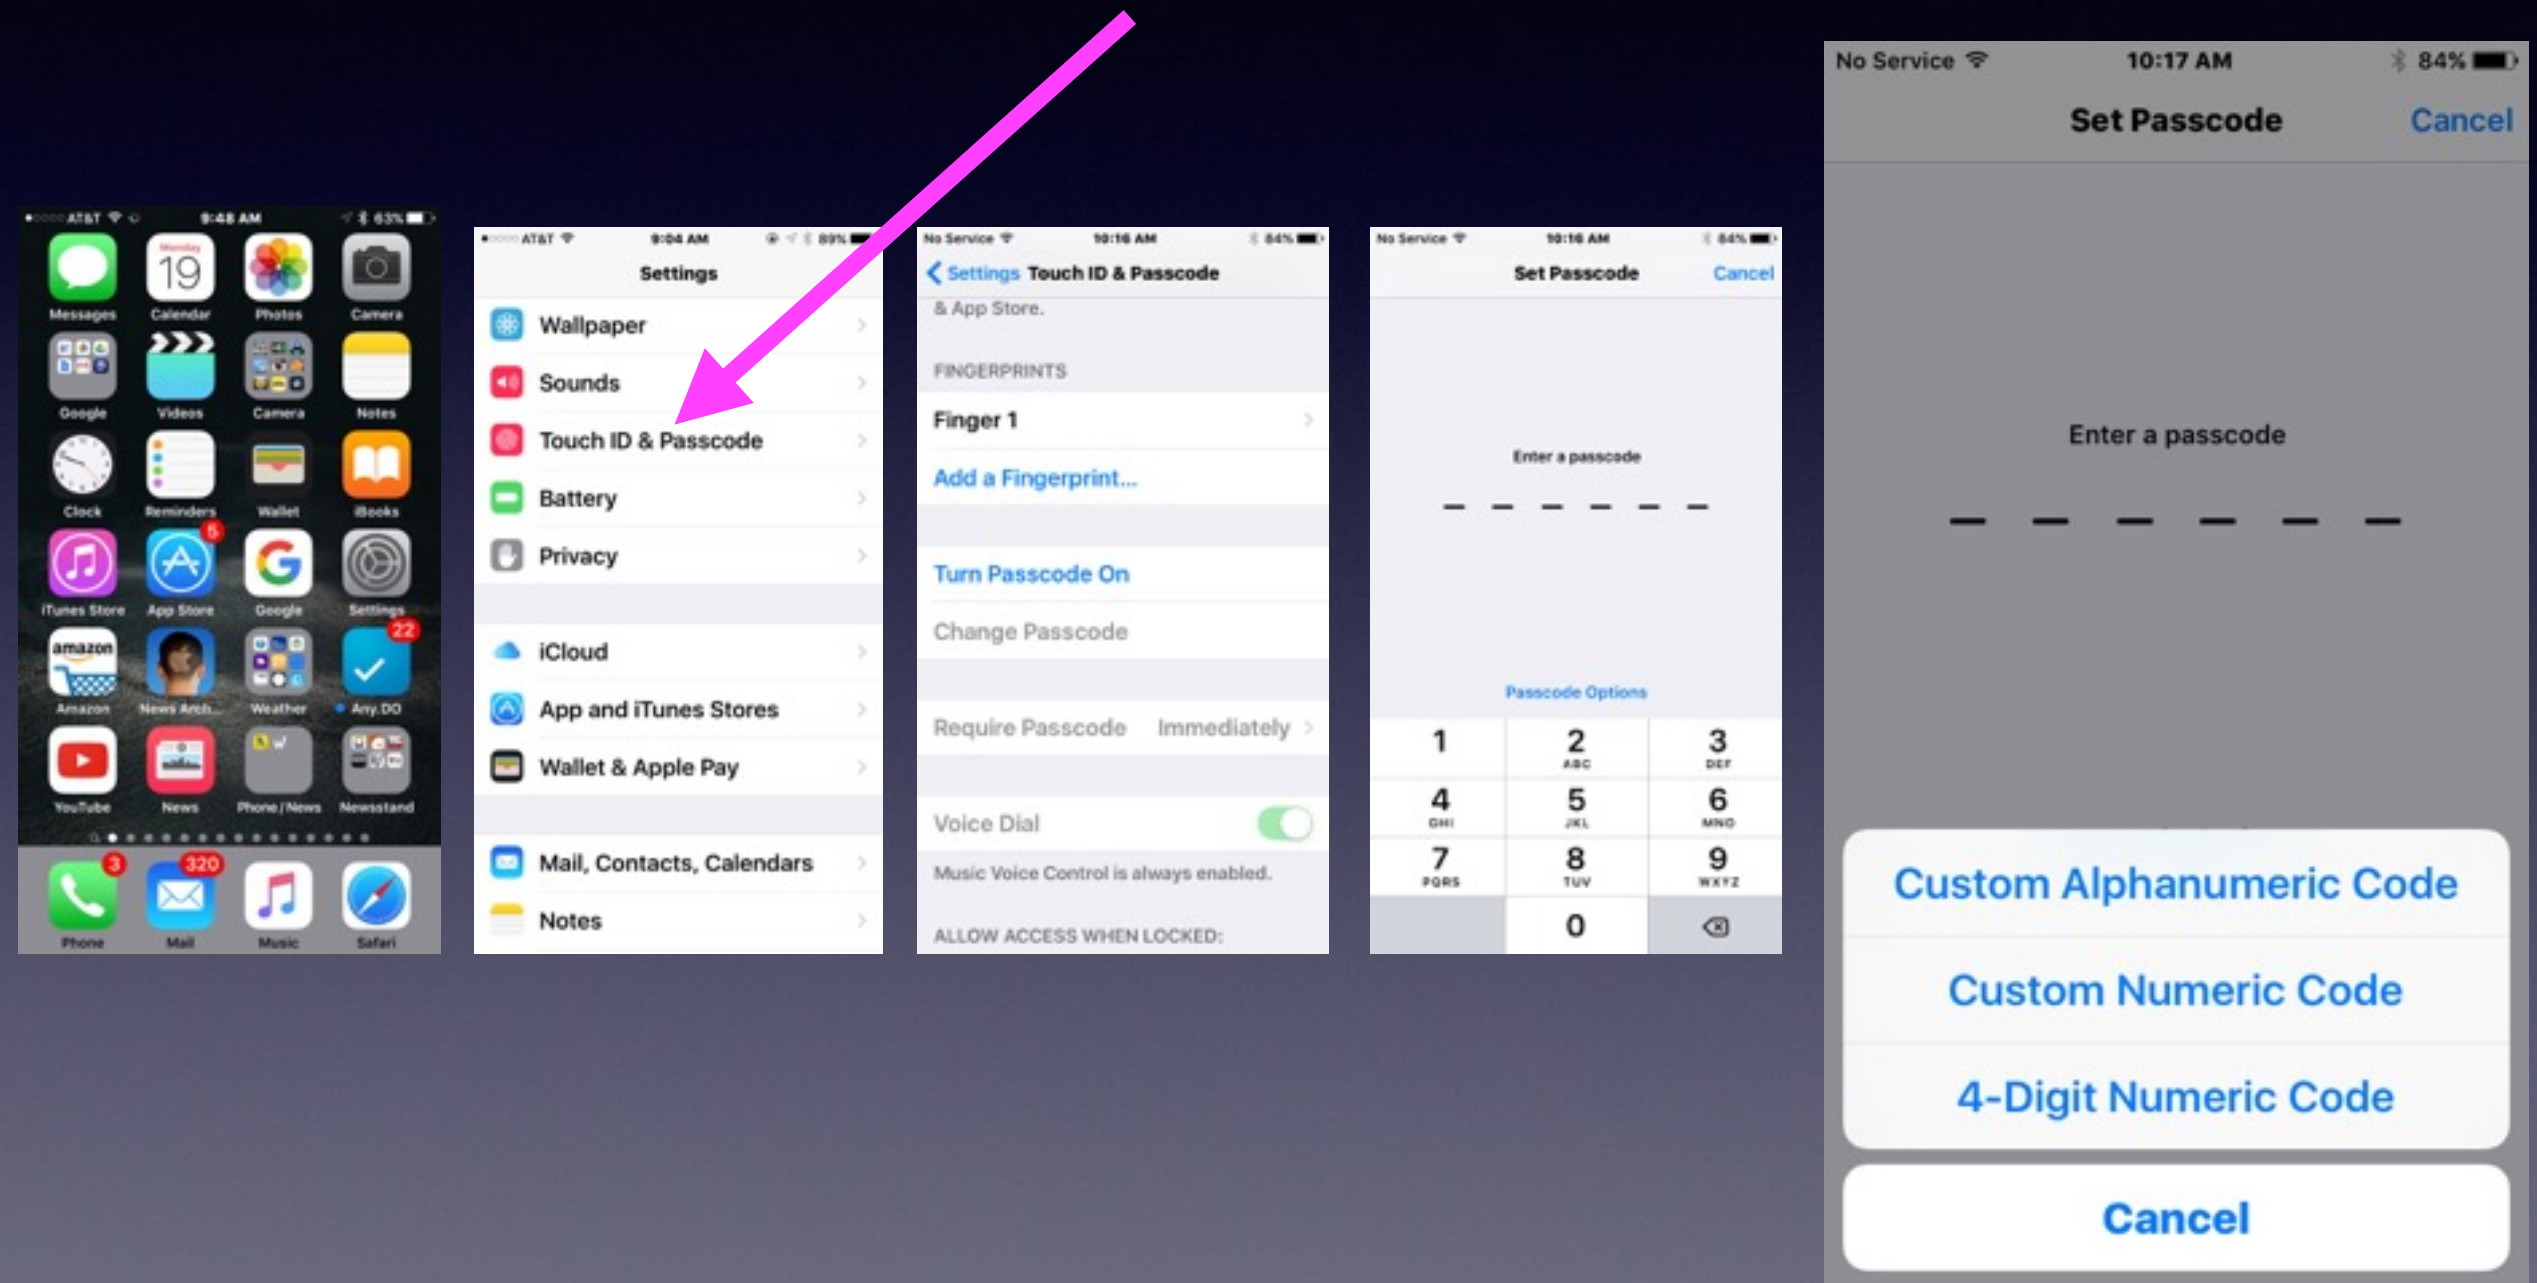 AT&T 9:48 AM 63%
Monday
19
Messages Calendar Photos Camera
Google Videos Camera Notes
Clock Reminders Wallet iBooks
5
iTunes Store App Store Google Settings
amazon 22
Amazon News Arch... Weather Any.DO
YouTube News Phone / News Newsstand
3 320
Phone Mail Music Safari
AT&T 9:04 AM 89%
Settings
Wallpaper
Sounds
Touch ID & Passcode
Battery
Privacy
iCloud
App and iTunes Stores
Wallet & Apple Pay
Mail, Contacts, Calendars
Notes
No Service 10:16 AM 84%
Settings Touch ID & Passcode
& App Store.
FINGERPRINTS
Finger 1
Add a Fingerprint...
Turn Passcode On
Change Passcode
Require Passcode Immediately
Voice Dial
Music Voice Control is always enabled.
ALLOW ACCESS WHEN LOCKED:
No Service 10:16 AM 84%
Set Passcode Cancel
Enter a passcode
Passcode Options
1 2 3
ABC DEF
4 5 6
GHI JKL MNO
7 8 9
PQRS TUV WXYZ
0
No Service 10:17 AM 84%
Set Passcode Cancel
Enter a passcode
Custom Alphanumeric Code
Custom Numeric Code
4-Digit Numeric Code
Cancel